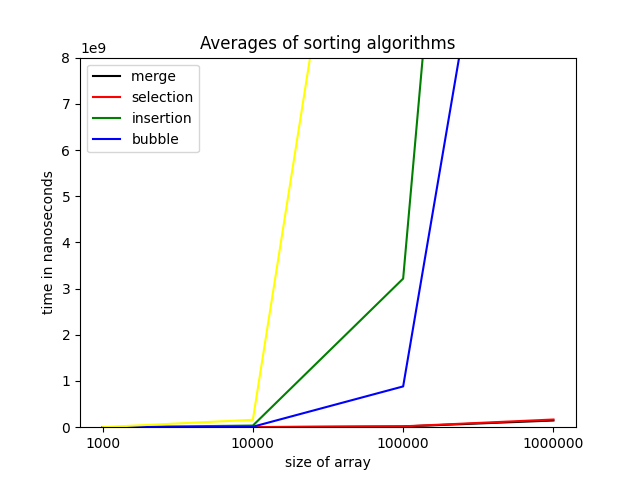 Averages of sorting algorithms
1e9
8
7
6
5
4
3
2
1
0
merge
selection
insertion
bubble
time in nanoseconds
1000 10000 100000 1000000
size of array